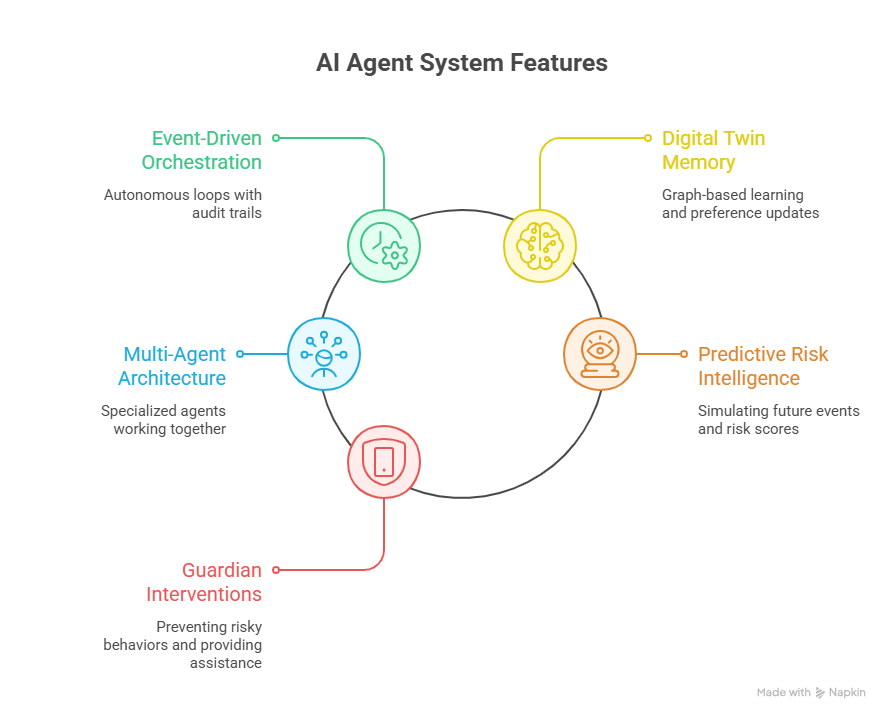 AI Agent System Features
Event-Driven
Orchestration
Autonomous loops with
audit trails
Digital Twin
Memory
Graph-based learning
and preference updates
Multi-Agent
Architecture
Specialized agents
working together
Predictive Risk
Intelligence
Simulating future events
and risk scores
Guardian
Interventions
Preventing risky
behaviors and providing
assistance
Made with Napkin